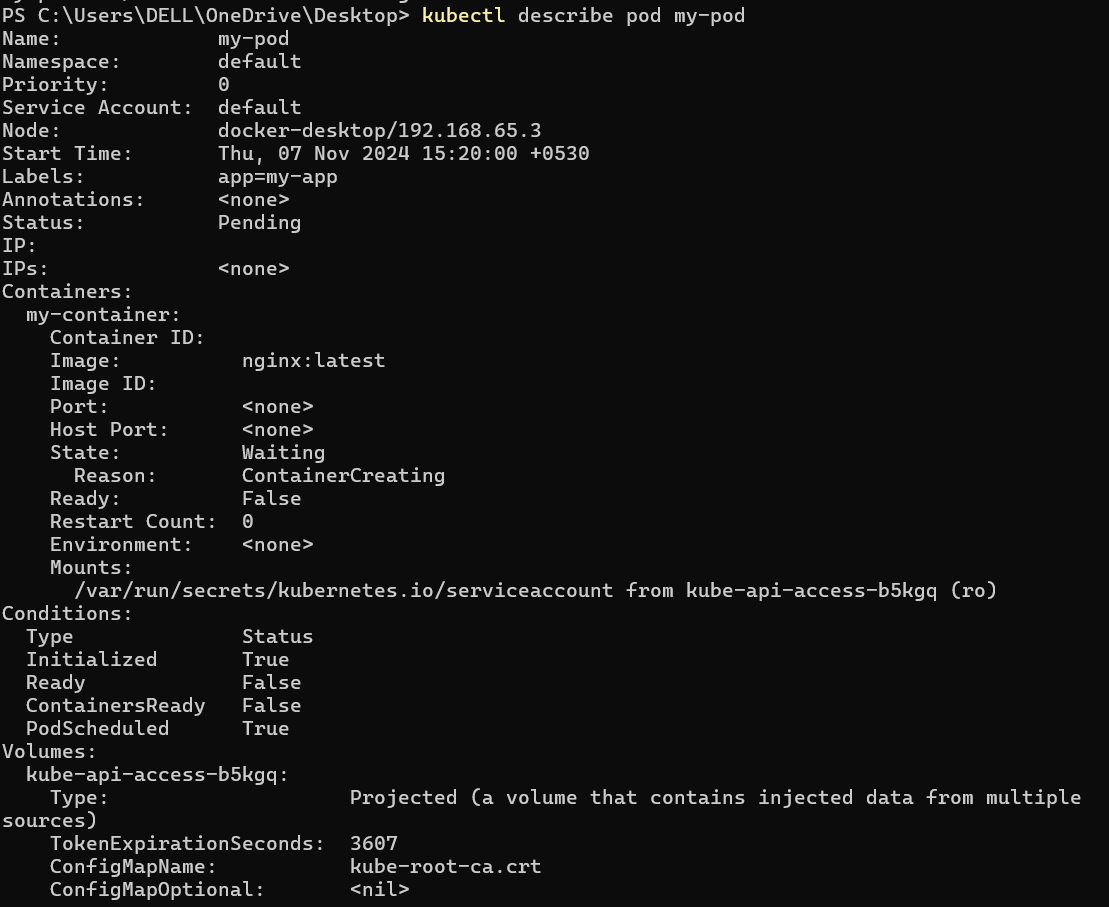 PS C:\Users\DELL\OneDrive\Desktop> kubectl describe pod my-pod
Name:             my-pod
Namespace:        default
Priority:         0
Service Account:  default
Node:             docker-desktop/192.168.65.3
Start Time:       Thu, 07 Nov 2024 15:20:00 +0530
Labels:           app=my-app
Annotations:      <none>
Status:           Pending
IP:
IPs:              <none>
Containers:
  my-container:
    Container ID:
    Image:          nginx:latest
    Image ID:
    Port:           <none>
    Host Port:      <none>
    State:          Waiting
      Reason:       ContainerCreating
    Ready:          False
    Restart Count:  0
    Environment:    <none>
    Mounts:
      /var/run/secrets/kubernetes.io/serviceaccount from kube-api-access-b5kgq (ro)
Conditions:
  Type              Status
  Initialized       True
  Ready             False
  ContainersReady   False
  PodScheduled      True
Volumes:
  kube-api-access-b5kgq:
    Type:                    Projected (a volume that contains injected data from multiple
sources)
    TokenExpirationSeconds:  3607
    ConfigMapName:           kube-root-ca.crt
    ConfigMapOptional:       <nil>